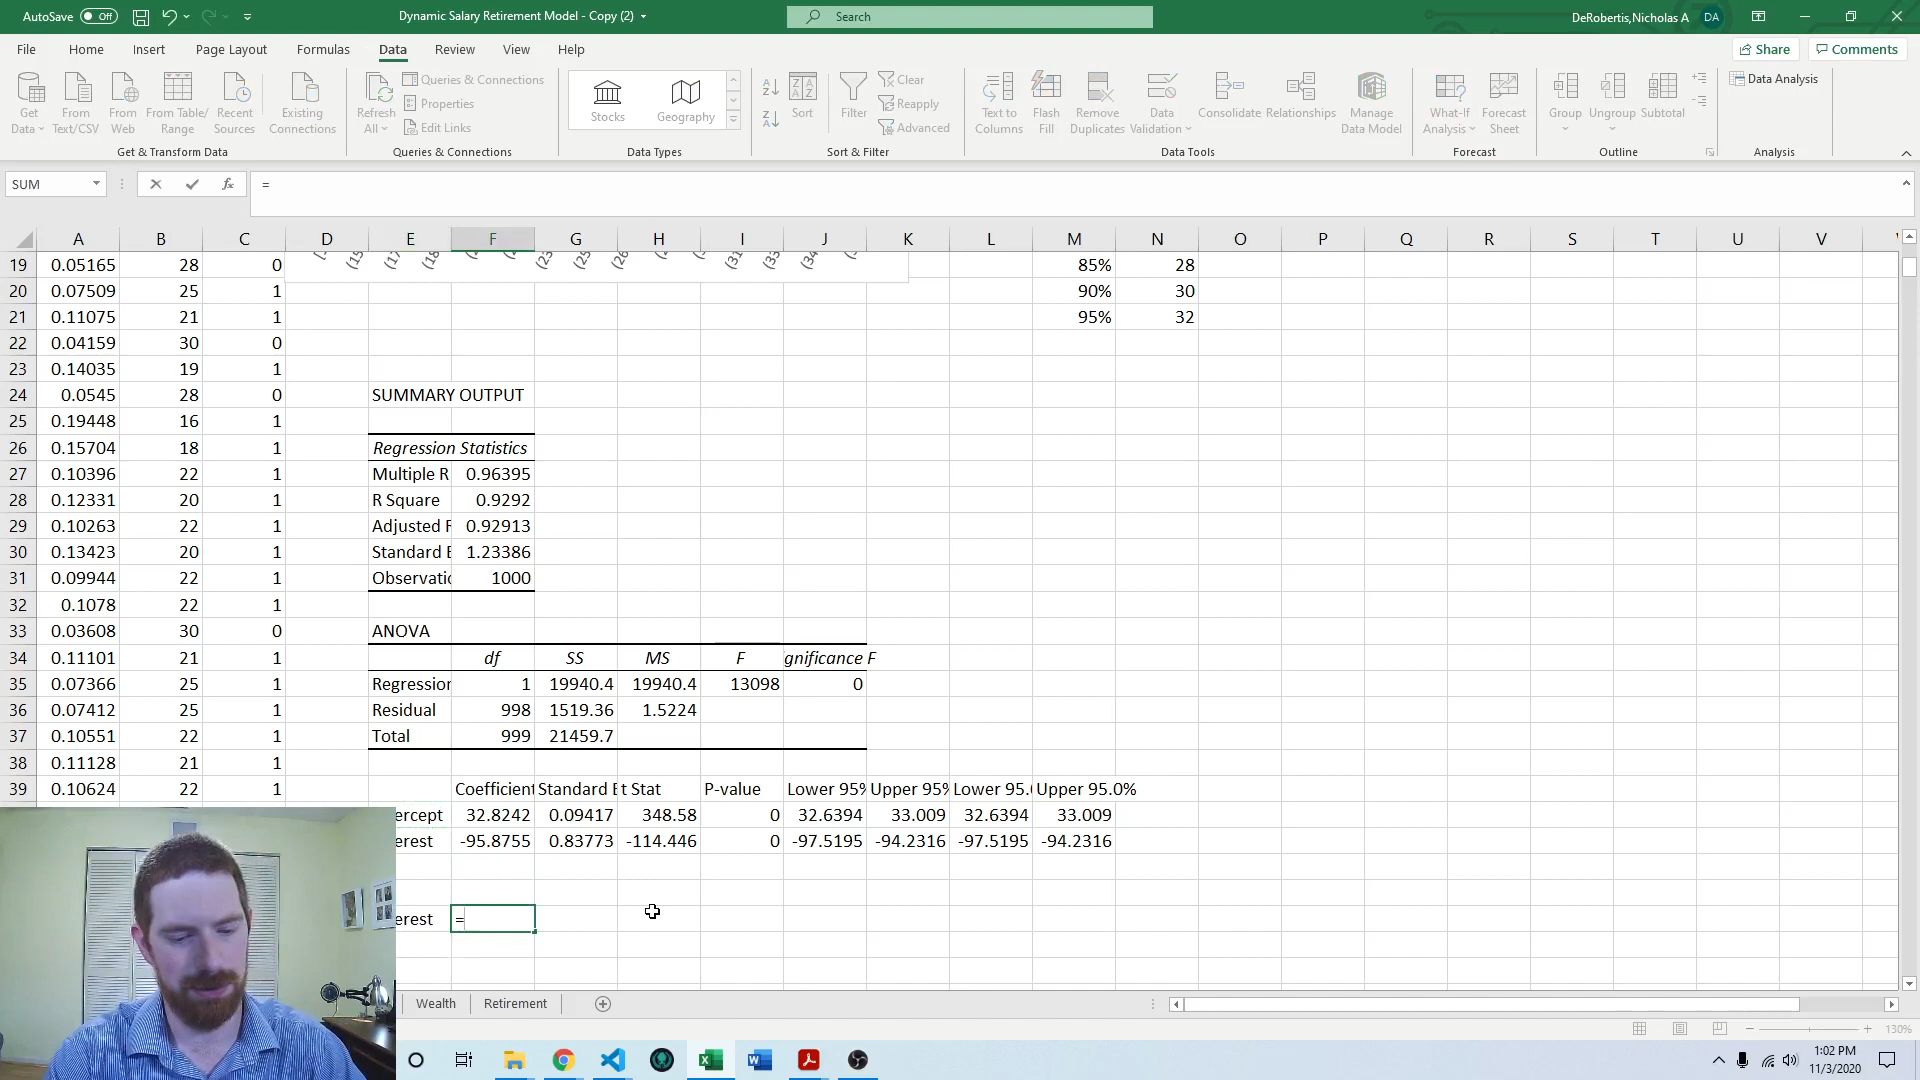 AutoSave Off Dynamic Salary Retirement Model - Copy (2) Search DeRobertis,Nicholas A DA
File Home Insert Page Layout Formulas Data Review View Help Share Comments
Get Data From Text/CSV From Web From Table/Range Recent Sources Existing Connections Refresh All Queries & Connections Properties Edit Links Stocks Geography Sort Filter Clear Reapply Advanced Text to Columns Flash Fill Remove Duplicates Data Validation Consolidate Relationships Manage Data Model What-If Analysis Forecast Sheet Group Ungroup Subtotal Data Analysis
Get & Transform Data Queries & Connections Data Types Sort & Filter Data Tools Forecast Outline Analysis
SUM fx =
A B C D E F G H I J K L M N O P Q R S T U V
19 0.05165 28 0 85% 28
20 0.07509 25 1 90% 30
21 0.11075 21 1 95% 32
22 0.04159 30 0
23 0.14035 19 1
24 0.0545 28 0 SUMMARY OUTPUT
25 0.19448 16 1
26 0.15704 18 1 Regression Statistics
27 0.10396 22 1 Multiple R 0.96395
28 0.12331 20 1 R Square 0.9292
29 0.10263 22 1 Adjusted R 0.92913
30 0.13423 20 1 Standard E 1.23386
31 0.09944 22 1 Observatio 1000
32 0.1078 22 1
33 0.03608 30 0 ANOVA
34 0.11101 21 1 df SS MS F gnificance F
35 0.07366 25 1 Regression 1 19940.4 19940.4 13098 0
36 0.07412 25 1 Residual 998 1519.36 1.5224
37 0.10551 22 1 Total 999 21459.7
38 0.11128 21 1
39 0.10624 22 1 Coefficient Standard E t Stat P-value Lower 95% Upper 95% Lower 95.0 Upper 95.0%
ercept 32.8242 0.09417 348.58 0 32.6394 33.009 32.6394 33.009
erest -95.8755 0.83773 -114.446 0 -97.5195 -94.2316 -97.5195 -94.2316
erest =
Wealth Retirement
130%
1:02 PM
11/3/2020